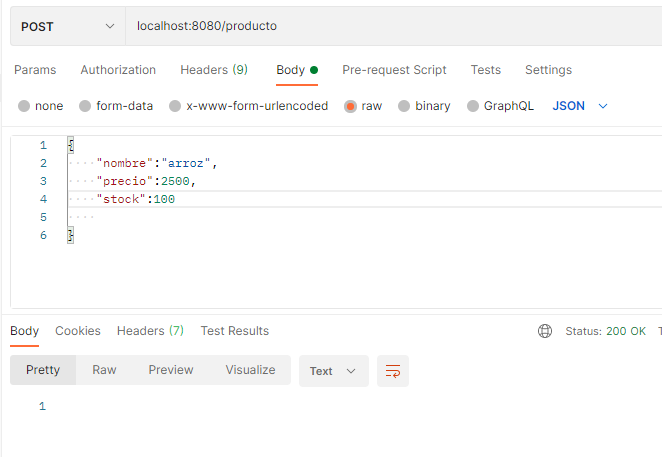 POST localhost:8080/producto
Params Authorization Headers (9) Body Pre-request Script Tests Settings
none form-data x-www-form-urlencoded raw binary GraphQL JSON
1 {
2 "nombre":"arroz",
3 "precio":2500,
4 "stock":100
5
6 }
Body Cookies Headers (7) Test Results Status: 200 OK T
Pretty Raw Preview Visualize Text
1